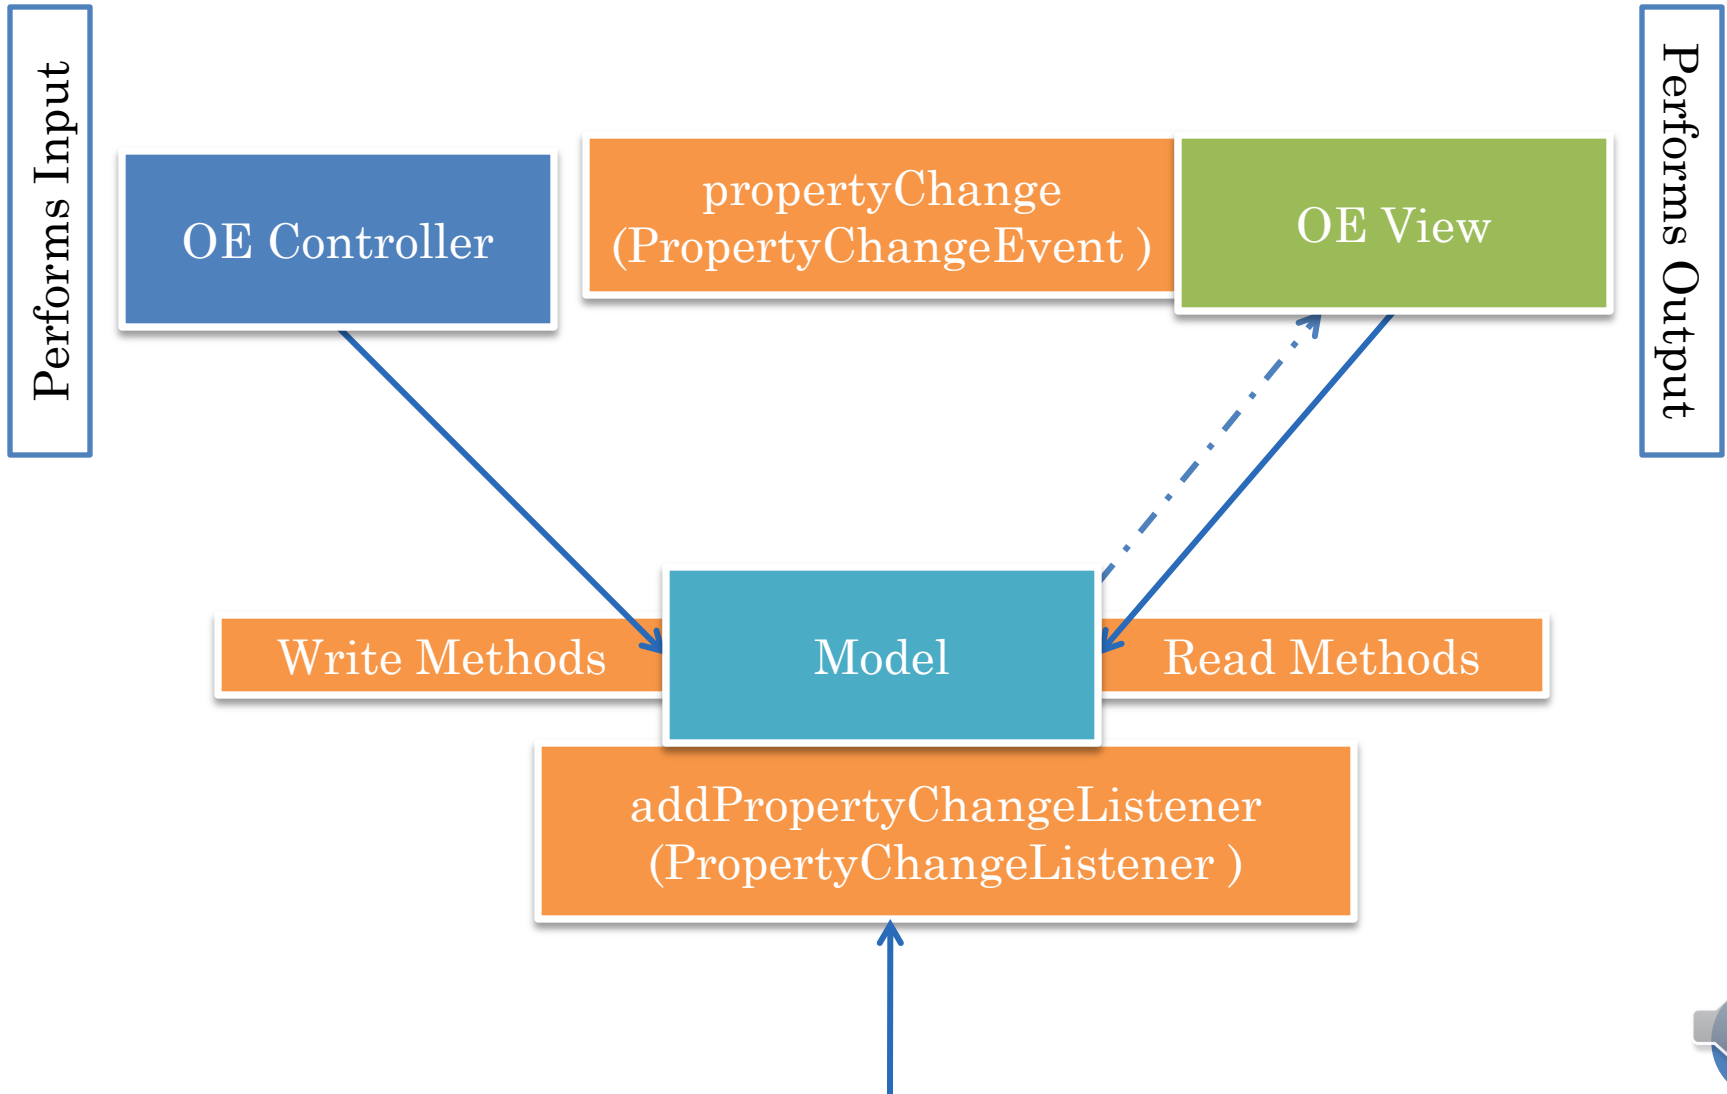 Performs Input
OE Controller
propertyChange
(PropertyChangeEvent )
OE View
Performs Output
Write Methods
Model
Read Methods
addPropertyChangeListener
(PropertyChangeListener )